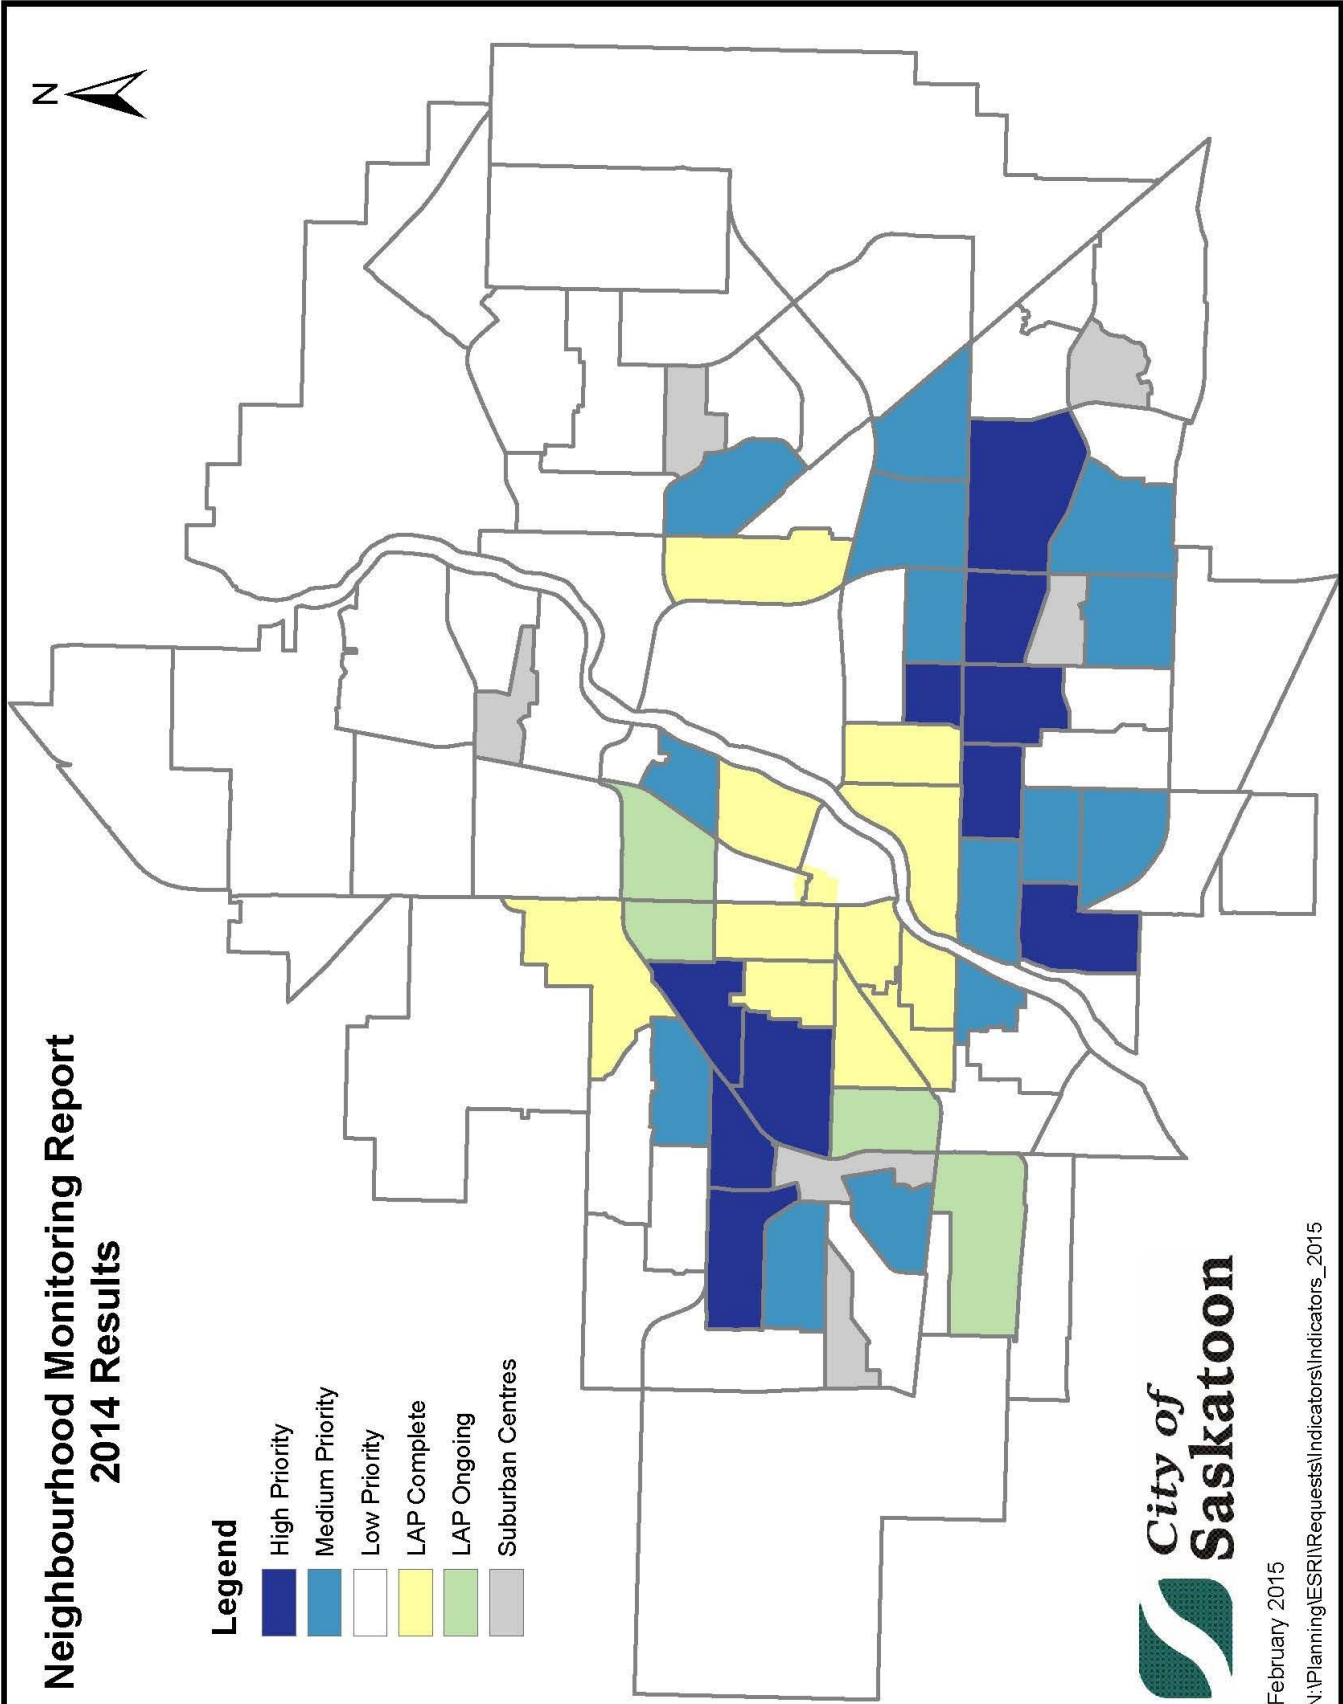 Neighbourhood Monitoring Report
2014 Results
N
Legend
High Priority
Medium Priority
Low Priority
LAP Complete
LAP Ongoing
Suburban Centres
City of
Saskatoon
February 2015
N:\Planning\ESRI\Requests\Indicators\Indicators_2015